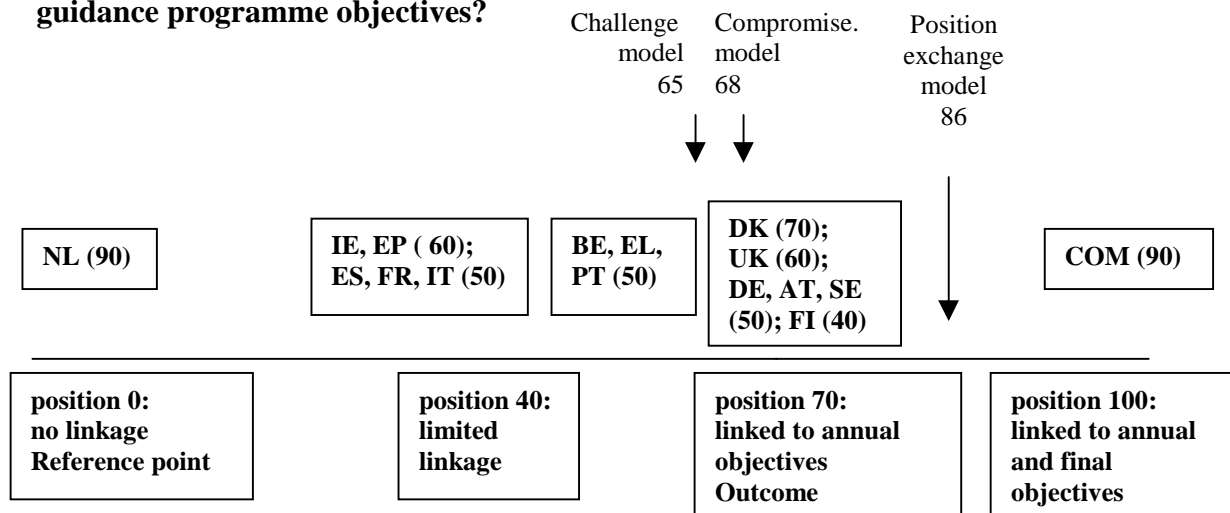 guidance programme objectives?
Challenge
model
65
Compromise.
model
68
Position
exchange
model
86
NL (90)
IE, EP ( 60);
ES, FR, IT (50)
BE, EL,
PT (50)
DK (70);
UK (60);
DE, AT, SE
(50); FI (40)
COM (90)
position 0:
no linkage
Reference point
position 40:
limited
linkage
position 70:
linked to annual
objectives
Outcome
position 100:
linked to annual
and final
objectives